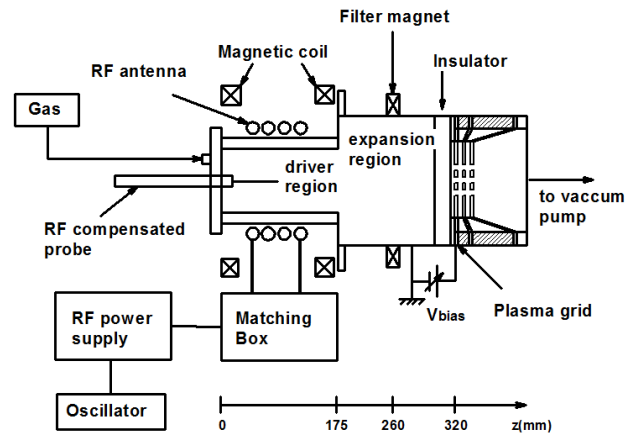 Filter magnet
Magnetic coil
Insulator
RF antenna
Gas
expansion
region
driver
region
to vaccum
pump
RF compensated
probe
Vbias
Plasma grid
RF power
supply
Matching
Box
Oscillator
0
175
260
320
z(mm)